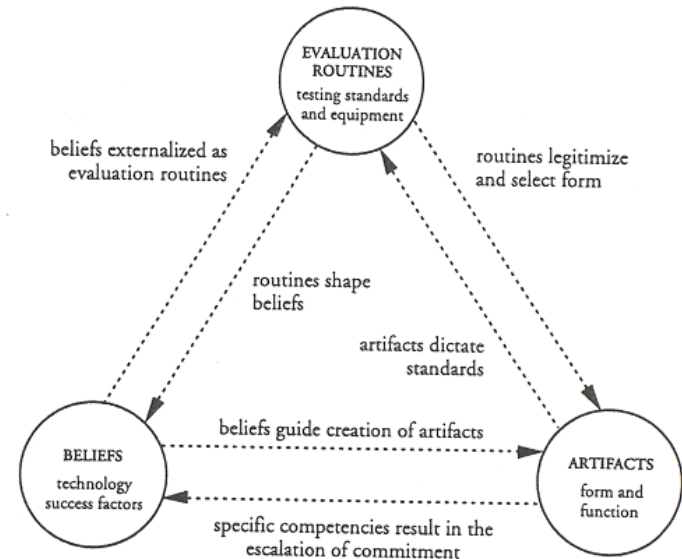 EVALUATION
ROUTINES
testing standards
and equipment
beliefs externalized as
evaluation routines
routines legitimize
and select form
routines shape
beliefs
artifacts dictate
standards
beliefs guide creation of artifacts
BELIEFS
technology
success factors
ARTIFACTS
form and
function
specific competencies result in the
escalation of commitment